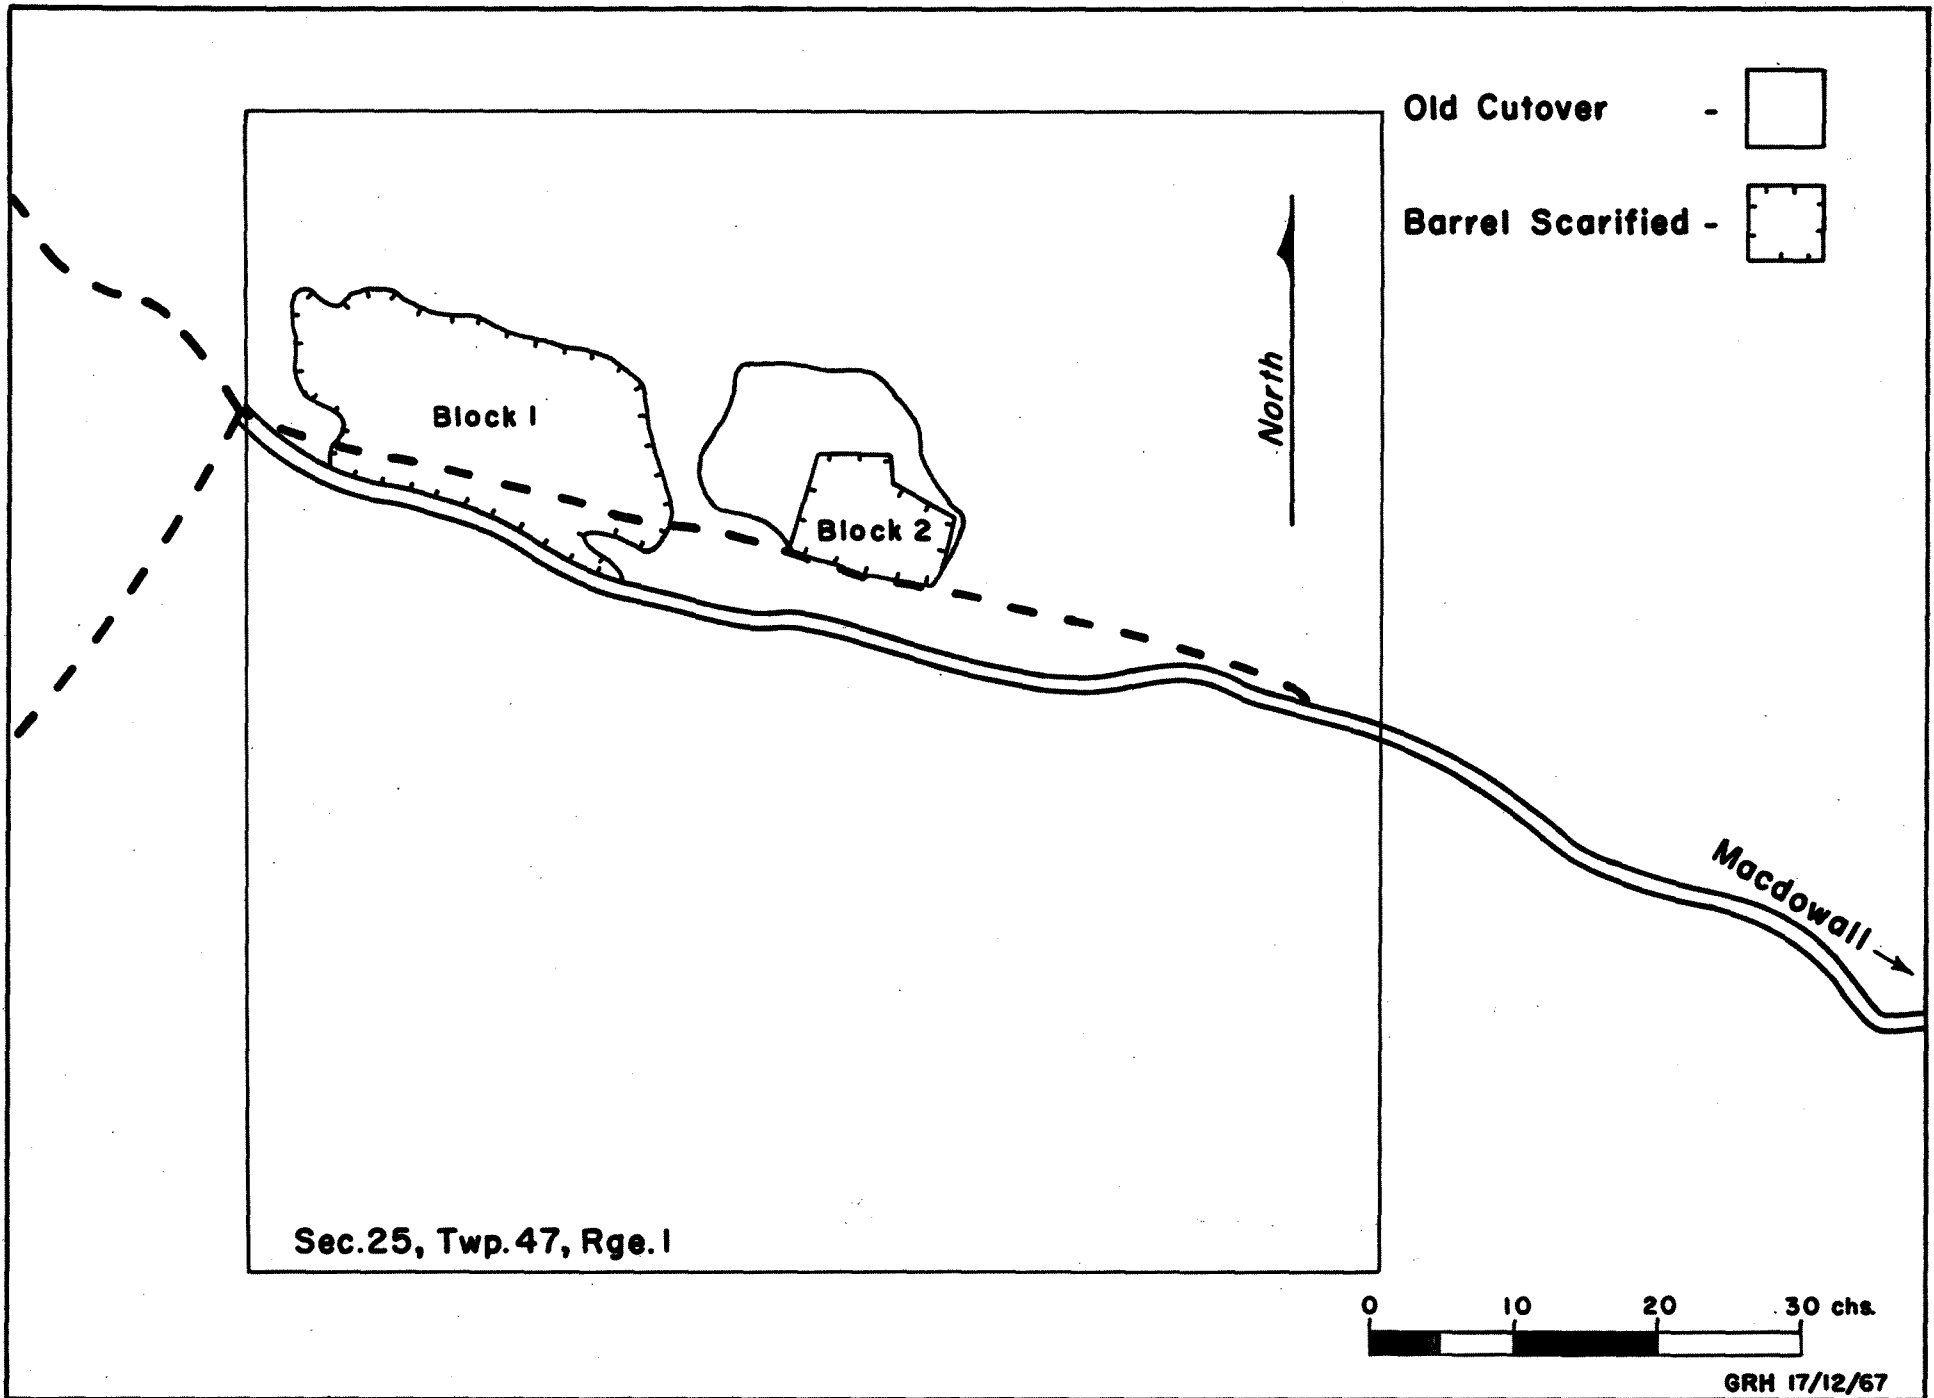 Old Cutover -
Barrel Scarified -
North
Block 1
Block 2
Macdowall
Sec.25, Twp.47, Rge.1
0 10 20 30 chs.
GRH 17/12/67